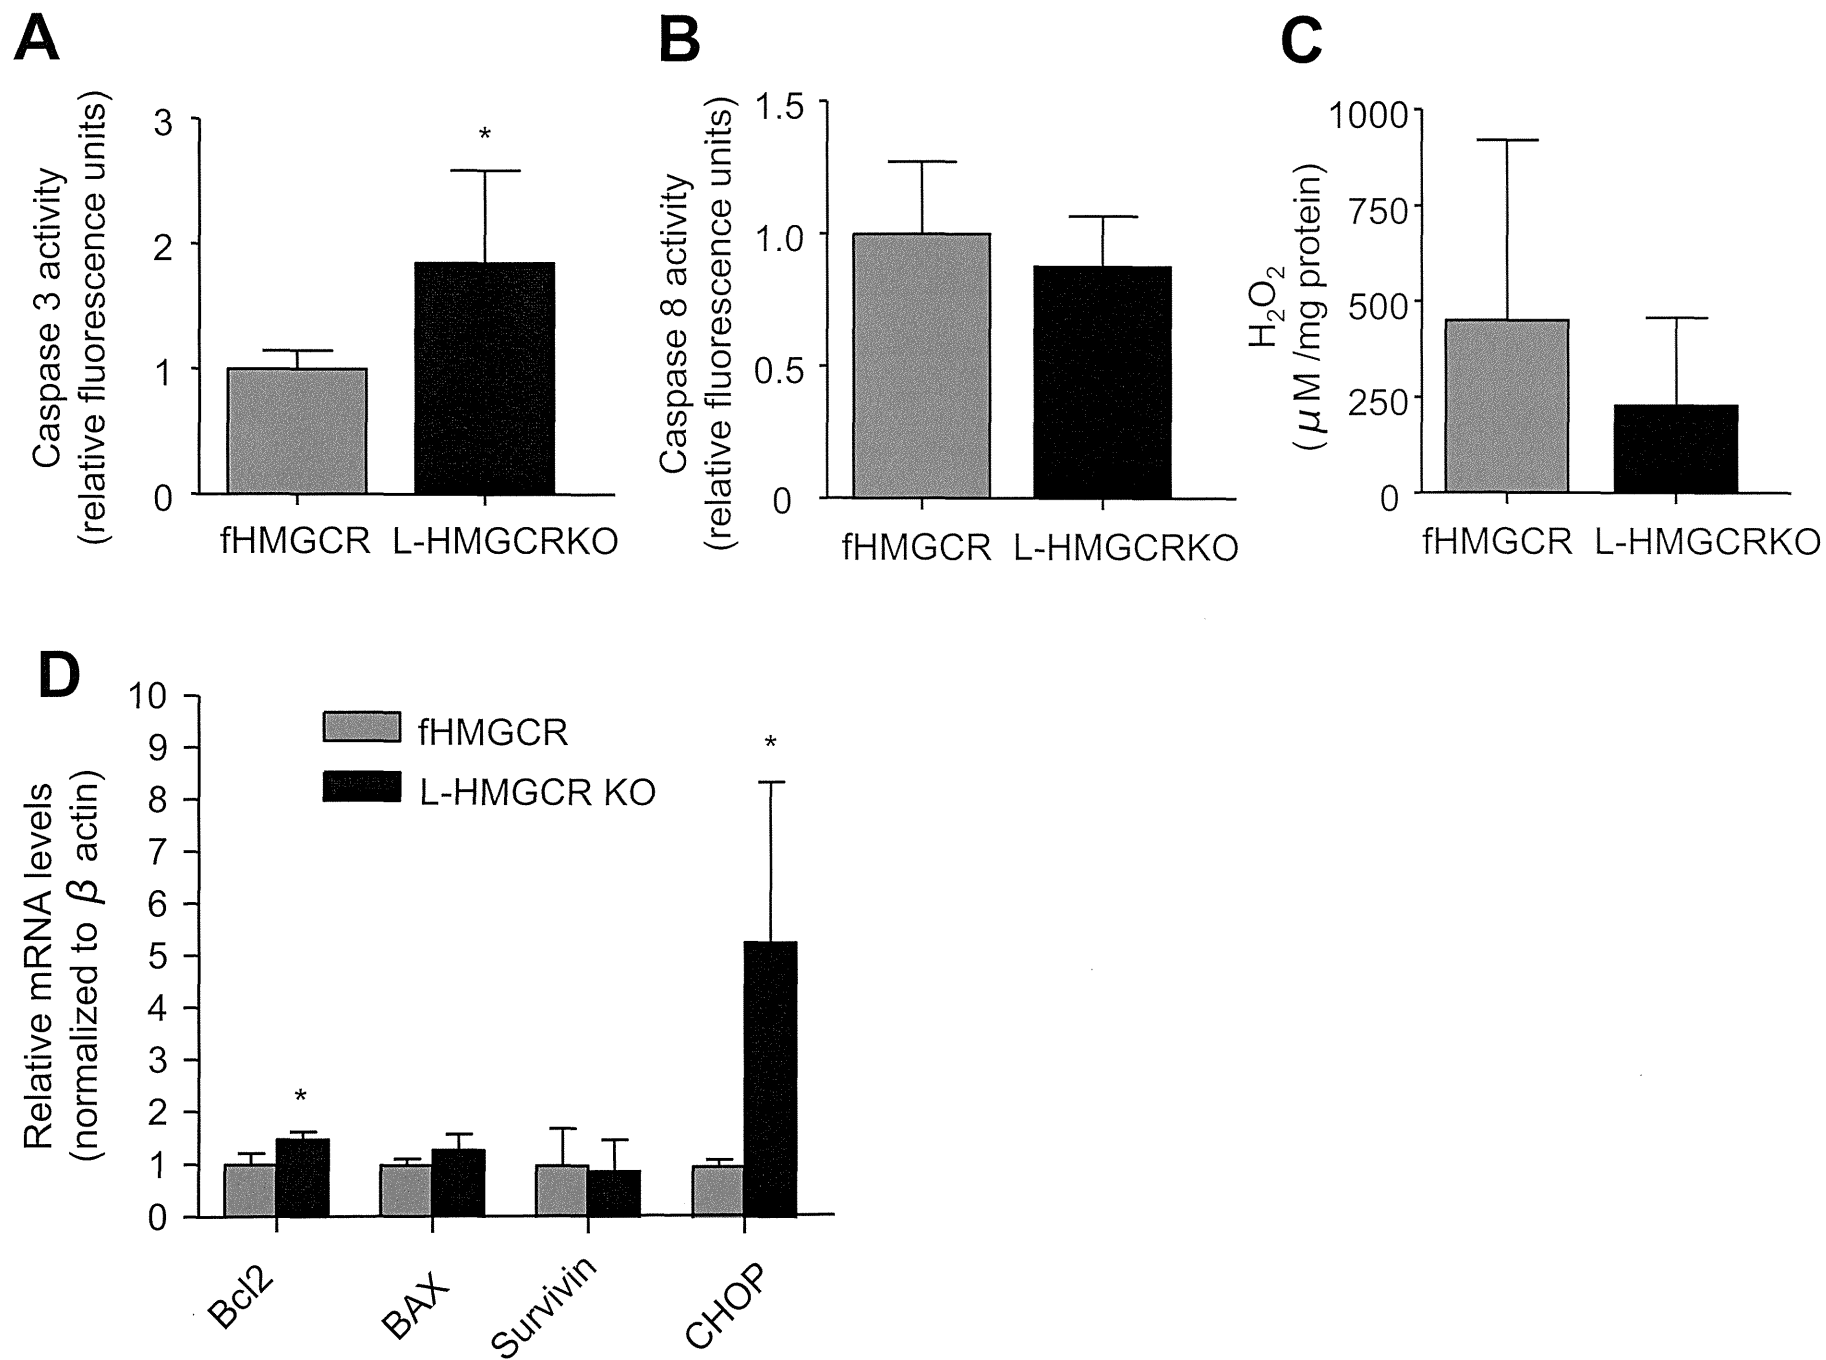 A
Caspase 3 activity
(relative fluorescence units)
3
2
1
0
*
fHMGCR L-HMGCRKO
B
Caspase 8 activity
(relative fluorescence units)
1.5
1.0
0.5
0
fHMGCR L-HMGCRKO
C
H2O2
(μM /mg protein)
1000
750
500
250
0
fHMGCR L-HMGCRKO
D
Relative mRNA levels
(normalized to β actin)
10
9
8
7
6
5
4
3
2
1
0
fHMGCR
L-HMGCR KO
*
*
Bcl2
BAX
Survivin
CHOP